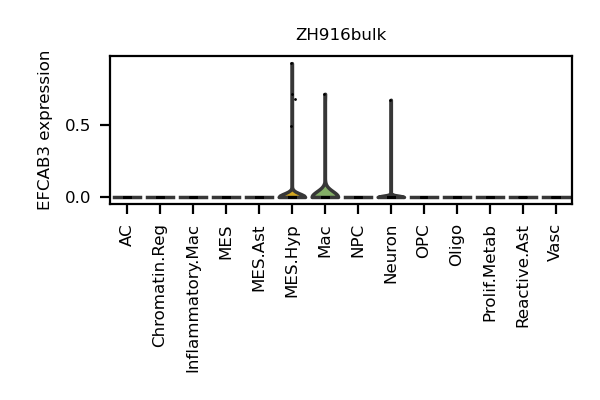 ZH916bulk
EFCAB3 expression
0.5
0.0
AC
Chromatin.Reg
Inflammatory.Mac
MES
MES.Ast
MES.Hyp
Mac
NPC
Neuron
OPC
Oligo
Prolif.Metab
Reactive.Ast
Vasc